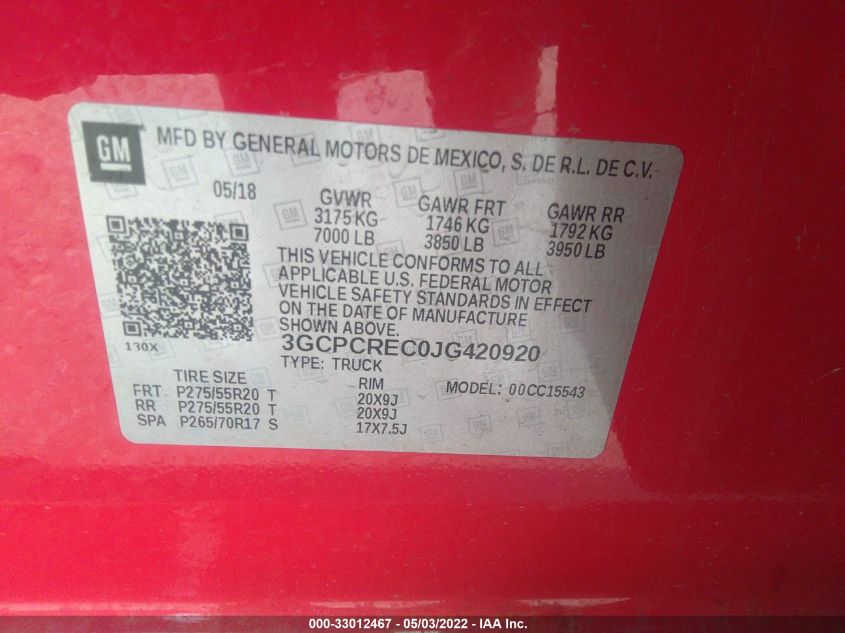 GM MFD BY GENERAL MOTORS DE MEXICO, S. DE R.L. DE C.V.
05/18 GVWR GAWR FRT GAWR RR
3175 KG 1746 KG 1792 KG
7000 LB 3850 LB 3950 LB
THIS VEHICLE CONFORMS TO ALL
APPLICABLE U.S. FEDERAL MOTOR
VEHICLE SAFETY STANDARDS IN EFFECT
ON THE DATE OF MANUFACTURE
SHOWN ABOVE.
130X
3GCPCREC0JG420920
TYPE: TRUCK
MODEL: 00CC15543
TIRE SIZE RIM
FRT P275/55R20 T 20X9J
RR P275/55R20 T 20X9J
SPA P265/70R17 S 17X7.5J
000-33012467 - 05/03/2022 - IAA Inc.